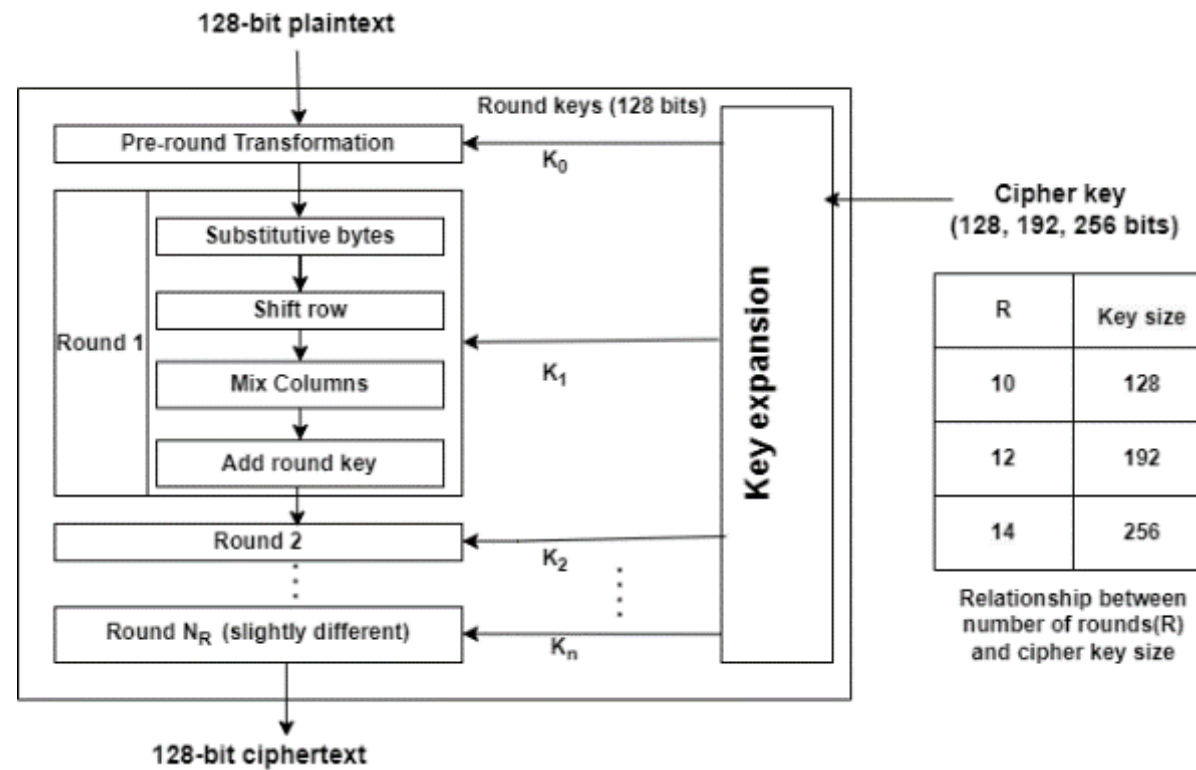 128-bit plaintext
Round keys (128 bits)
Pre-round Transformation
K0
Cipher key
(128, 192, 256 bits)
Round 1
Substitutive bytes
Shift row
Mix Columns
Add round key
K1
Key expansion
Round 2
K2
Round NR (slightly different)
Kn
128-bit ciphertext
R Key size
10 128
12 192
14 256
Relationship between
number of rounds(R)
and cipher key size